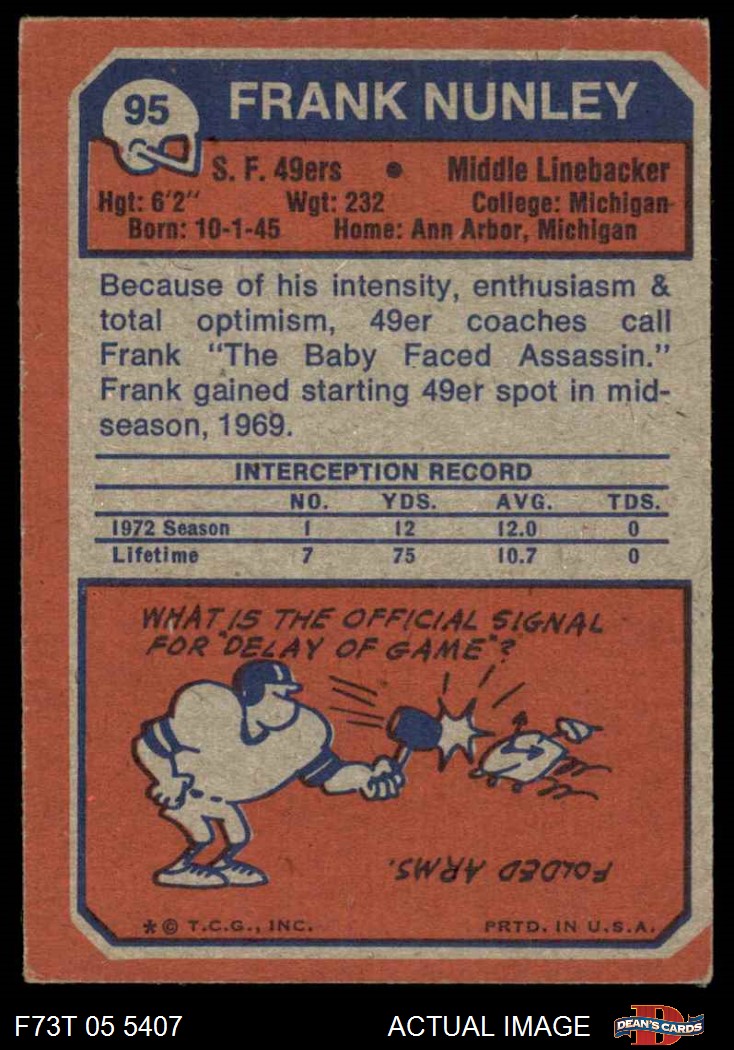 95
FRANK NUNLEY
S. F. 49ers • Middle Linebacker
Hgt: 6'2" Wgt: 232 College: Michigan
Born: 10-1-45 Home: Ann Arbor, Michigan
Because of his intensity, enthusiasm &
total optimism, 49er coaches call
Frank "The Baby Faced Assassin."
Frank gained starting 49er spot in mid-
season, 1969.
INTERCEPTION RECORD
NO. YDS. AVG. TDS.
1972 Season 1 12 12.0 0
Lifetime 7 75 10.7 0
WHAT IS THE OFFICIAL SIGNAL
FOR "DELAY OF GAME"?
FOLDED ARMS.
* © T.C.G., INC. PRTD. IN U.S.A.
F73T 05 5407 ACTUAL IMAGE D DEAN'S CARDS